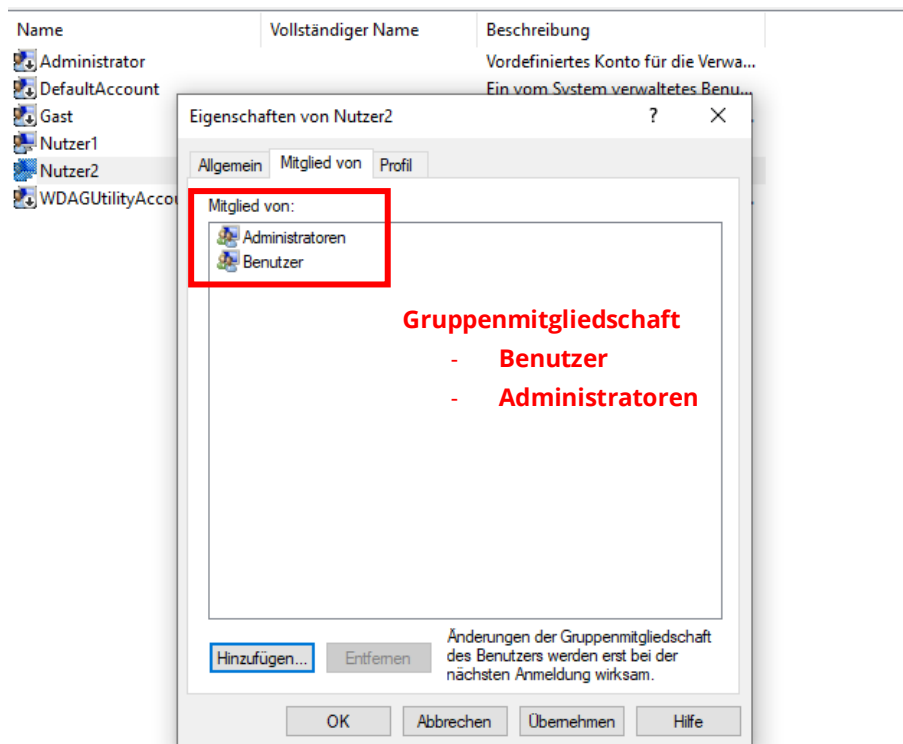 Name Vollständiger Name Beschreibung
Administrator Vordefiniertes Konto für die Verwa...
DefaultAccount Ein vom System verwaltetes Benu...
Gast
Nutzer1
Nutzer2
WDAGUtilityAccou
Eigenschaften von Nutzer2 ? X
Allgemein Mitglied von Profil
Mitglied von:
Administratoren
Benutzer
Gruppenmitgliedschaft
- Benutzer
- Administratoren
Hinzufügen... Entfernen
Änderungen der Gruppenmitgliedschaft
des Benutzers werden erst bei der
nächsten Anmeldung wirksam.
OK Abbrechen Übernehmen Hilfe